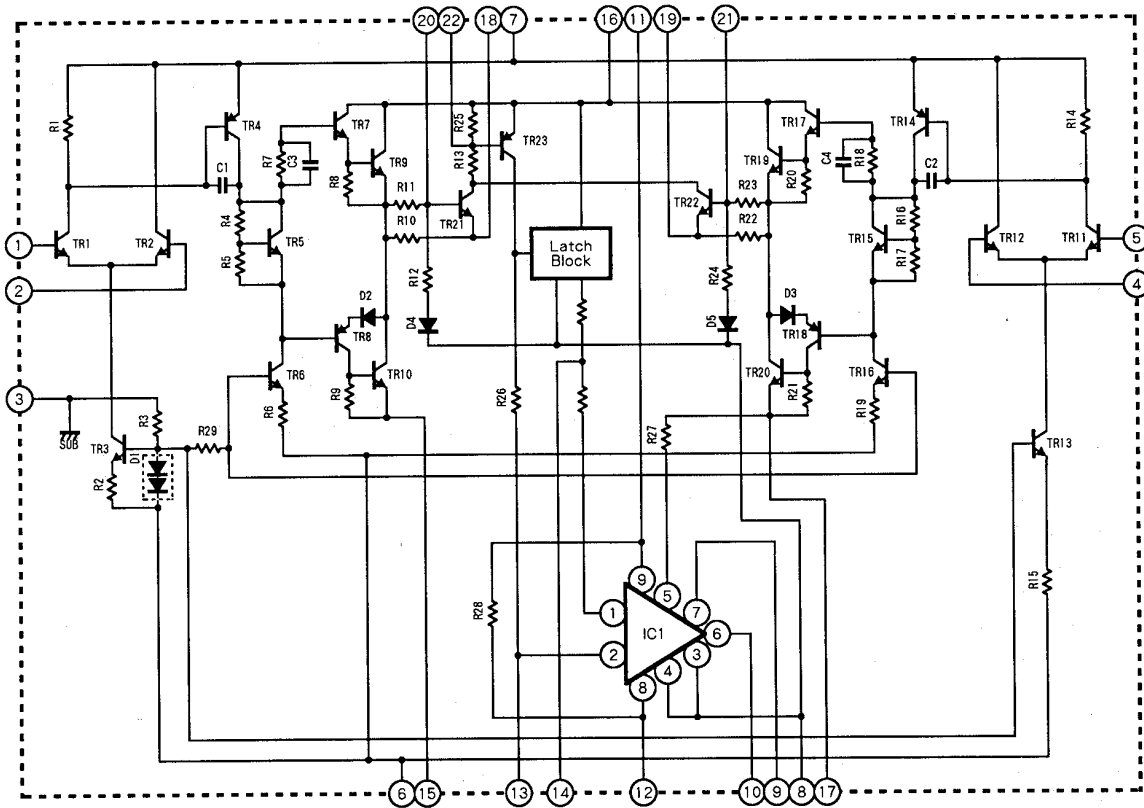 20 22 18 7 16 11 19 21
R1 TR4 TR7 R25 TR23 TR17 TR14 R14
C1 R7 C3 TR9 R13 TR19 C4 R18 C2
R8 R11 TR21 TR22 R23 R20
R4 TR5 R10 R22 TR15 R16
1 TR1 TR2 R5 Latch Block R17 TR12 TR11 5
2 R12 R24 4
D2 D4 D5 D3
TR8 TR18
3 TR6 TR10 TR20 TR16
R3 R6 R9 R26 R21 R19
SUB R29 R27
TR3 D1 TR13
R2
9 5 7
R28 1 IC1 6 R15
2 4 3
8
6 15 13 14 12 10 9 8 17